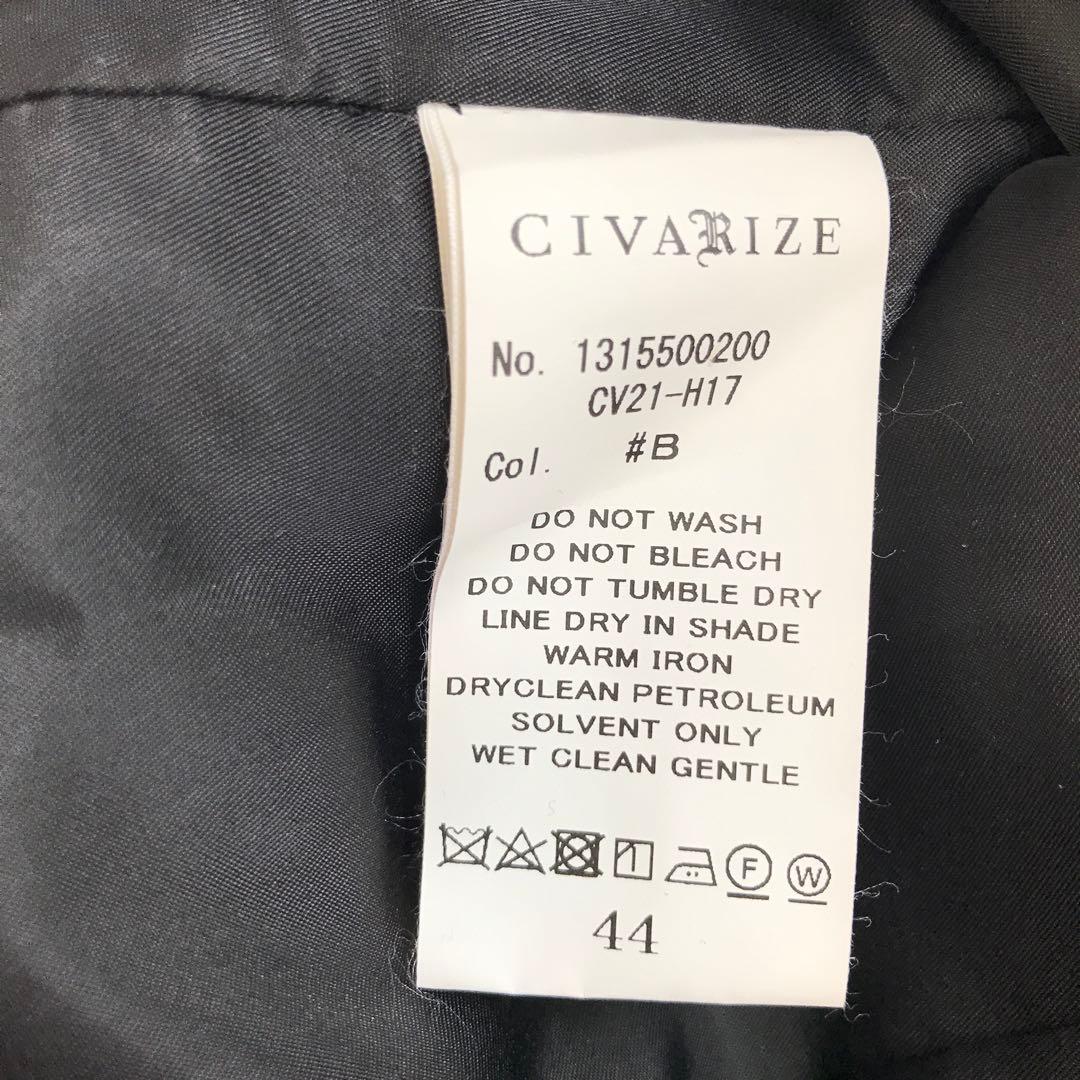 CIVARIZE
No. 1315500200
CV21-H17
Col. #B
DO NOT WASH
DO NOT BLEACH
DO NOT TUMBLE DRY
LINE DRY IN SHADE
WARM IRON
DRYCLEAN PETROLEUM
SOLVENT ONLY
WET CLEAN GENTLE
F W
44